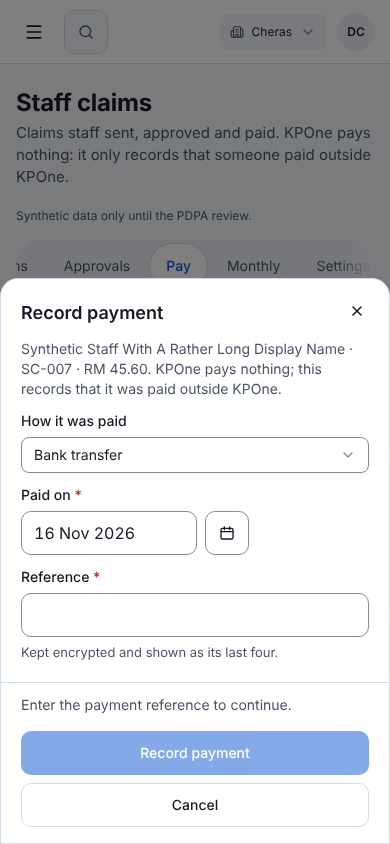 Cheras
DC
Staff claims
Claims staff sent, approved and paid. KPOne pays
nothing: it only records that someone paid outside
KPOne.
Synthetic data only until the PDPA review.
ns Approvals Pay Monthly Settings
Record payment
Synthetic Staff With A Rather Long Display Name ·
SC-007 · RM 45.60. KPOne pays nothing; this
records that it was paid outside KPOne.
How it was paid
Bank transfer
Paid on *
16 Nov 2026
Reference *
Kept encrypted and shown as its last four.
Enter the payment reference to continue.
Record payment
Cancel